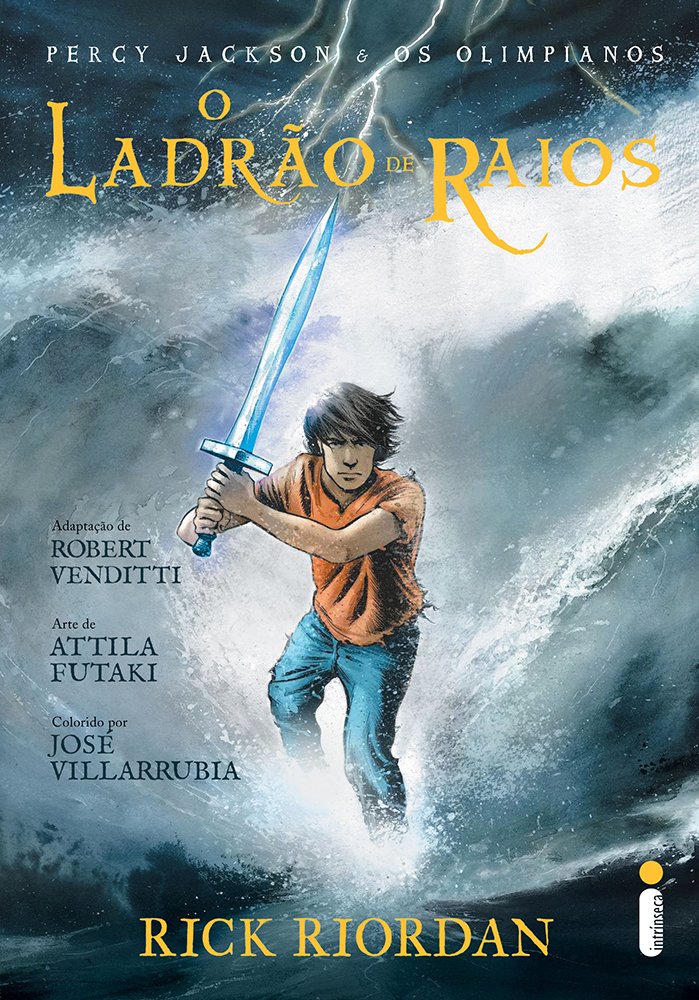 PERCY JACKSON & OS OLIMPIANOS
O
LADRÃO DE RAIOS
Adaptação de
ROBERT
VENDITTI
Arte de
ATTILA
FUTAKI
Colorido por
JOSÉ
VILLARRUBIA
RICK RIORDAN
intrínseca